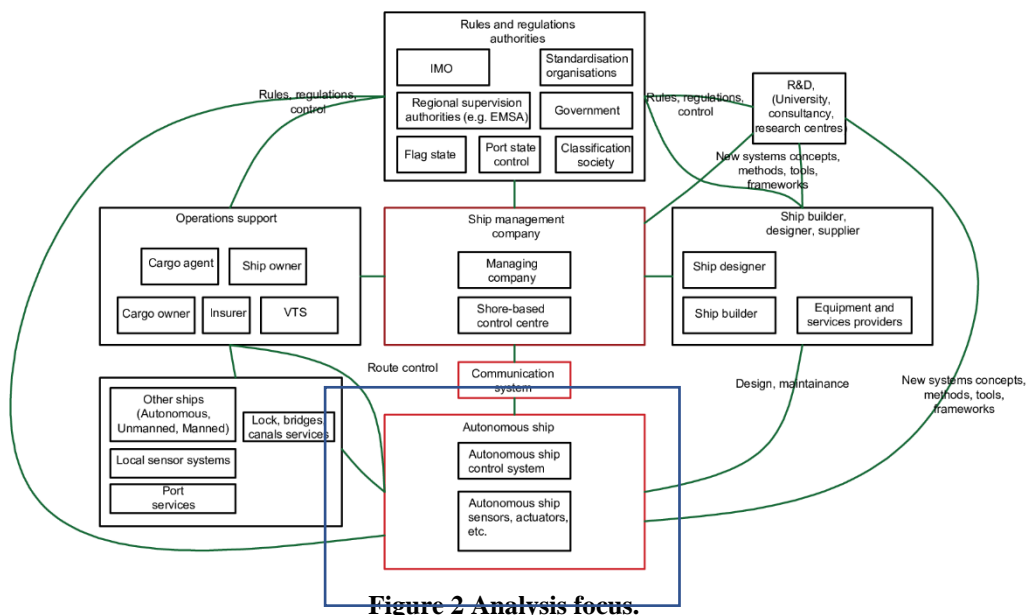 Rules and regulations
authorities
IMO
Standardisation
organisations
Regional supervision
authorities (e.g. EMSA)
Government
Flag state
Port state
control
Classification
society
Rules, regulations,
control
Rules, regulations,
control
R&D,
(University,
consultancy,
research centres)
New systems concepts,
methods, tools,
frameworks
Operations support
Cargo agent
Ship owner
Cargo owner
Insurer
VTS
Ship management
company
Managing
company
Shore-based
control centre
Ship builder,
designer, supplier
Ship designer
Ship builder
Equipment and
services providers
Route control
Communication
system
Design, maintainance
New systems concepts,
methods, tools,
frameworks
Other ships
(Autonomous,
Unmanned, Manned)
Lock, bridges,
canals services
Local sensor systems
Port
services
Autonomous ship
Autonomous ship
control system
Autonomous ship
sensors, actuators,
etc.
Figure 2 Analysis focus.